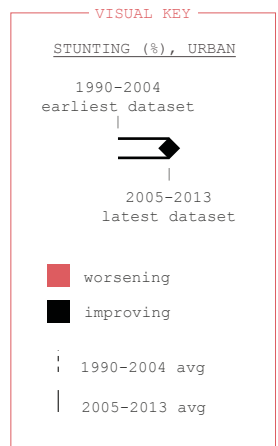 VISUAL KEY
STUNTING (%), URBAN
1990-2004
earliest dataset
2005-2013
latest dataset
worsening
improving
1990-2004 avg
2005-2013 avg